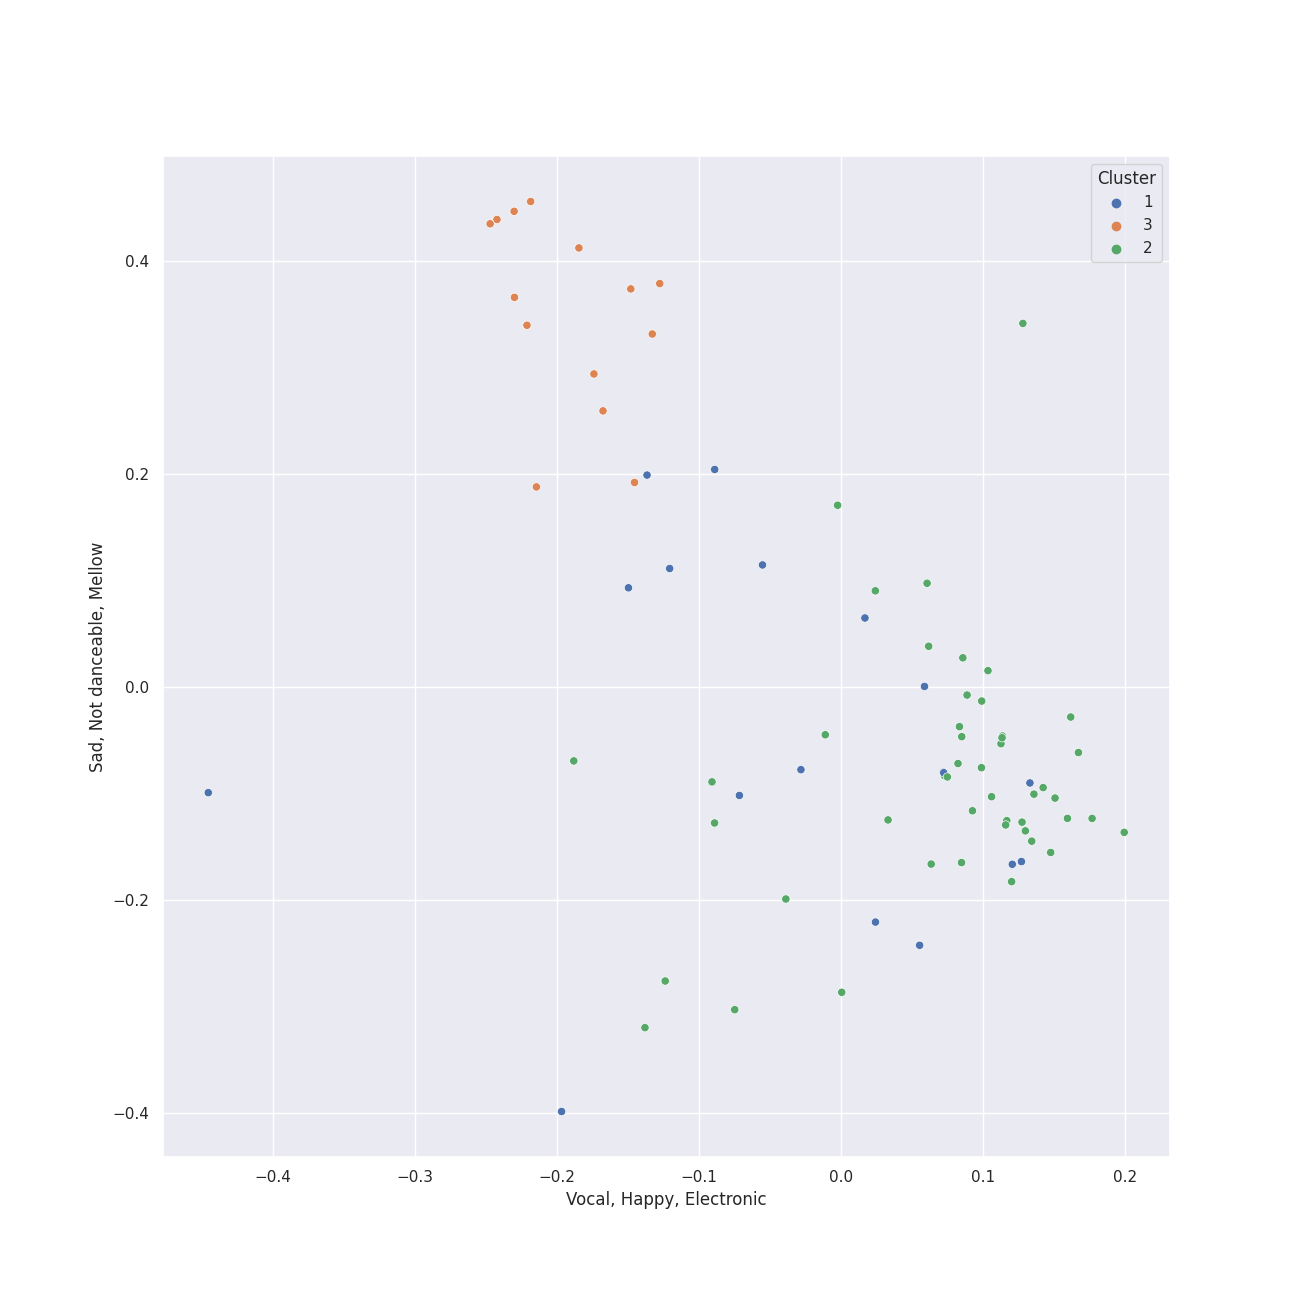 Cluster
1
3
2
0.4
0.2
0.0
−0.2
−0.4
Sad, Not danceable, Mellow
−0.4 −0.3 −0.2 −0.1 0.0 0.1 0.2
Vocal, Happy, Electronic